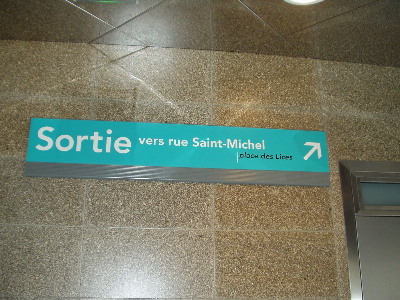 Sortie vers rue Saint-Michel
place des Lices